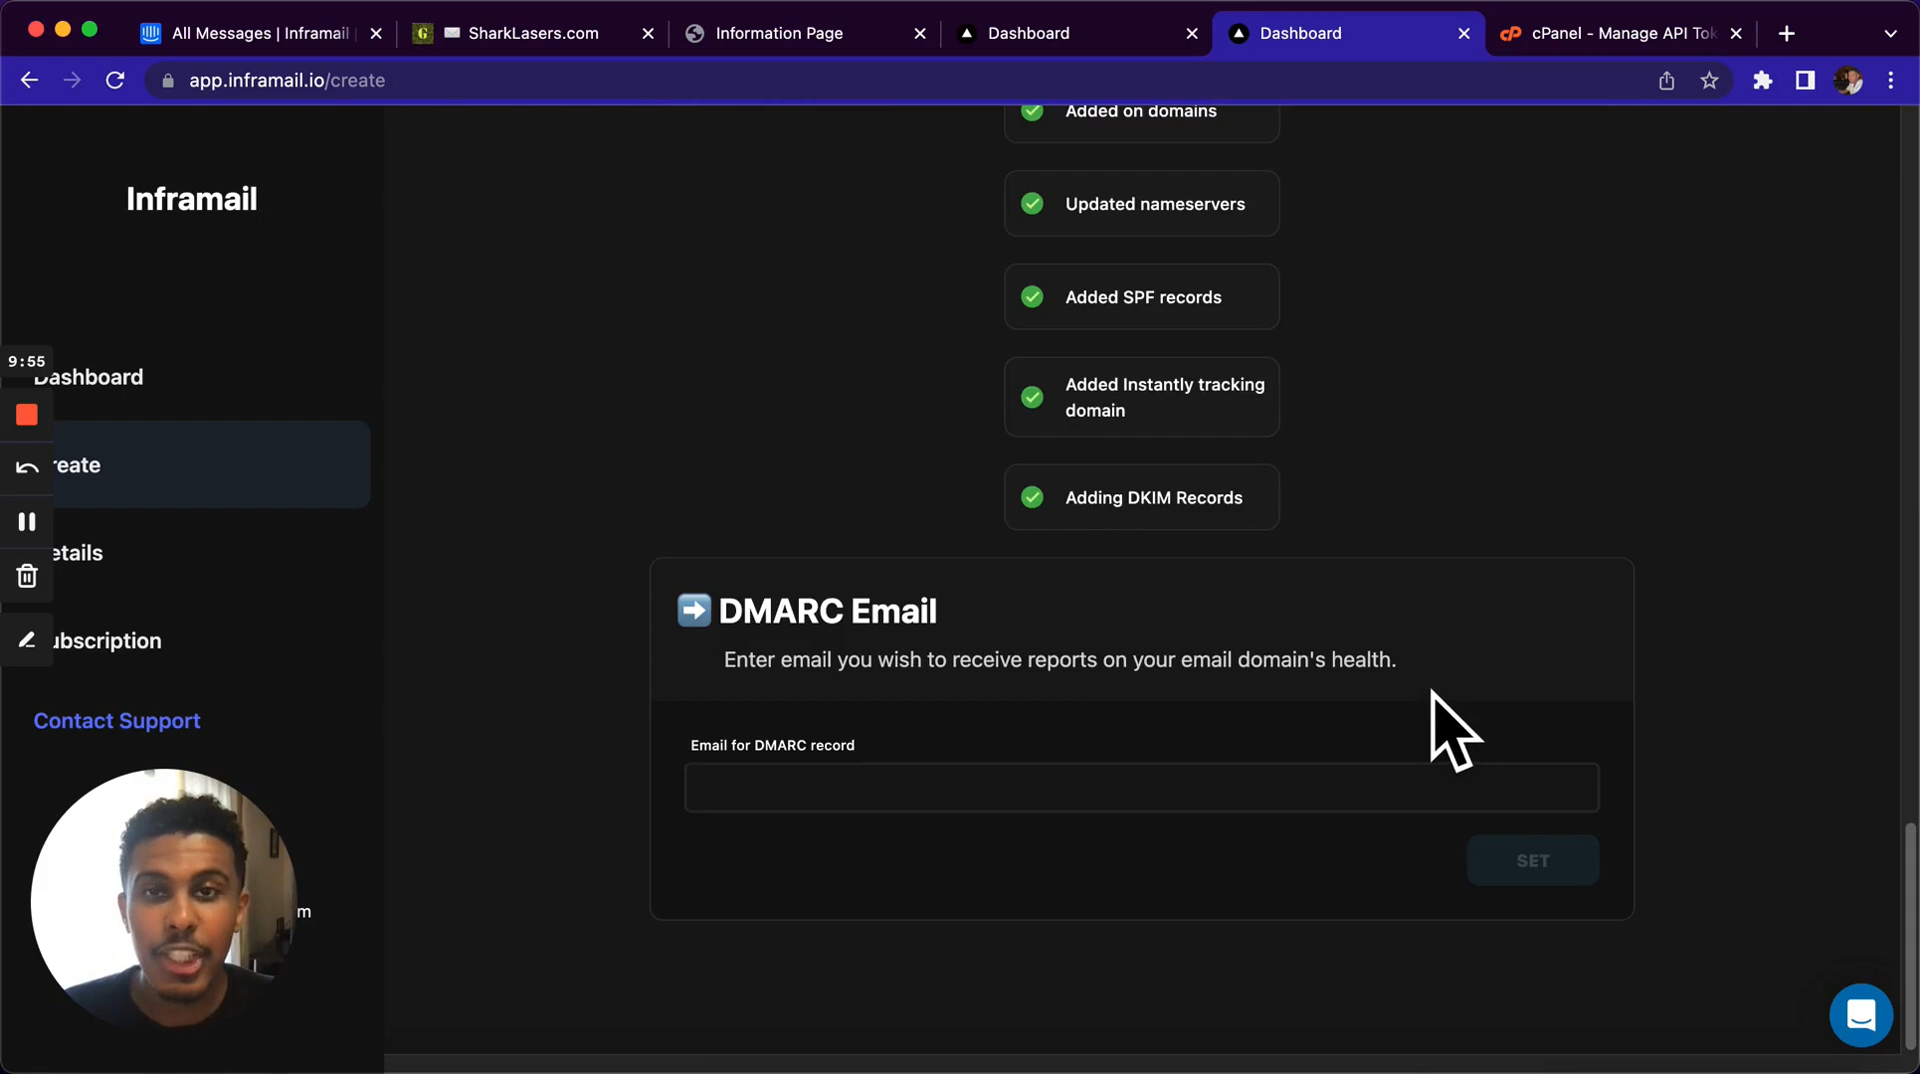 All Messages | Inframail
SharkLasers.com
Information Page
Dashboard
Dashboard
cPanel - Manage API Tok
app.inframail.io/create
Inframail
9:55
Dashboard
reate
etails
ubscription
Contact Support
m
Added on domains
Updated nameservers
Added SPF records
Added Instantly tracking
domain
Adding DKIM Records
DMARC Email
Enter email you wish to receive reports on your email domain's health.
Email for DMARC record
SET